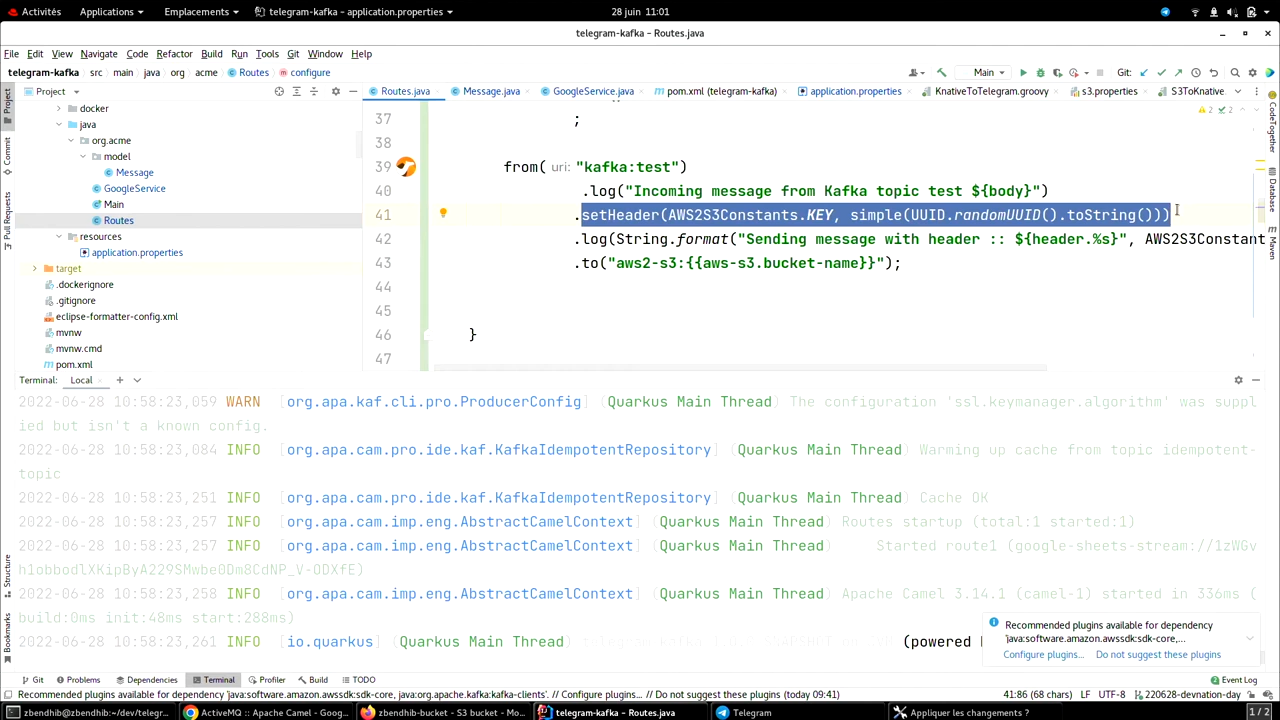 Activités Applications Emplacements telegram-kafka – application.properties 28 juin 11:01
telegram-kafka – Routes.java
File Edit View Navigate Code Refactor Build Run Tools Git Window Help
telegram-kafka src main java org acme Routes configure Main Git:
Project Routes.java Message.java GoogleService.java pom.xml (telegram-kafka) application.properties KnativeToTelegram.groovy s3.properties S3ToKnative
docker
java
org.acme
model
Message
GoogleService
Main
Routes
resources
application.properties
target
.dockerignore
.gitignore
eclipse-formatter-config.xml
mvnw
mvnw.cmd
pom.xml
2 2
37 ;
38
39 from( uri: "kafka:test")
40 .log("Incoming message from Kafka topic test ${body}")
41 .setHeader(AWS2S3Constants.KEY, simple(UUID.randomUUID().toString()))
42 .log(String.format("Sending message with header :: ${header.%s}", AWS2S3Constant
43 .to("aws2-s3:{{aws-s3.bucket-name}}");
44
45
46 }
47
Project
Commit
Pull Requests
Structure
Bookmarks
CodeTogether
Database
Maven
Terminal: Local
2022-06-28 10:58:23,059 WARN [org.apa.kaf.cli.pro.ProducerConfig] (Quarkus Main Thread) The configuration 'ssl.keymanager.algorithm' was suppl
ied but isn't a known config.
2022-06-28 10:58:23,084 INFO [org.apa.cam.pro.ide.kaf.KafkaIdempotentRepository] (Quarkus Main Thread) Warming up cache from topic idempotent-
topic
2022-06-28 10:58:23,251 INFO [org.apa.cam.pro.ide.kaf.KafkaIdempotentRepository] (Quarkus Main Thread) Cache OK
2022-06-28 10:58:23,257 INFO [org.apa.cam.imp.eng.AbstractCamelContext] (Quarkus Main Thread) Routes startup (total:1 started:1)
2022-06-28 10:58:23,257 INFO [org.apa.cam.imp.eng.AbstractCamelContext] (Quarkus Main Thread) Started route1 (google-sheets-stream://1zWGv
h1obbodlXKipByA229SMwbe0Dm8CdNP_V-ODXfE)
2022-06-28 10:58:23,258 INFO [org.apa.cam.imp.eng.AbstractCamelContext] (Quarkus Main Thread) Apache Camel 3.14.1 (camel-1) started in 336ms (
build:0ms init:48ms start:288ms)
2022-06-28 10:58:23,261 INFO [io.quarkus] (Quarkus Main Thread) (powered
Recommended plugins available for dependency
'java:software.amazon.awssdk:sdk-core,...
Configure plugins... Do not suggest these plugins
Git Problems Dependencies Terminal Profiler Build TODO Event Log
Recommended plugins available for dependency 'java:software.amazon.awssdk:sdk-core, java:org.apache.kafka:kafka-clients'. // Configure plugins... // Do not suggest these plugins (today 09:41) 41:86 (68 chars) LF UTF-8 220628-devnation-day
zbendhib@zbendhib:~/dev/telegr... ActiveMQ :: Apache Camel - Goog... zbendhib-bucket - S3 bucket - Mo... telegram-kafka – Routes.java Telegram Appliquer les changements ? 1 / 2